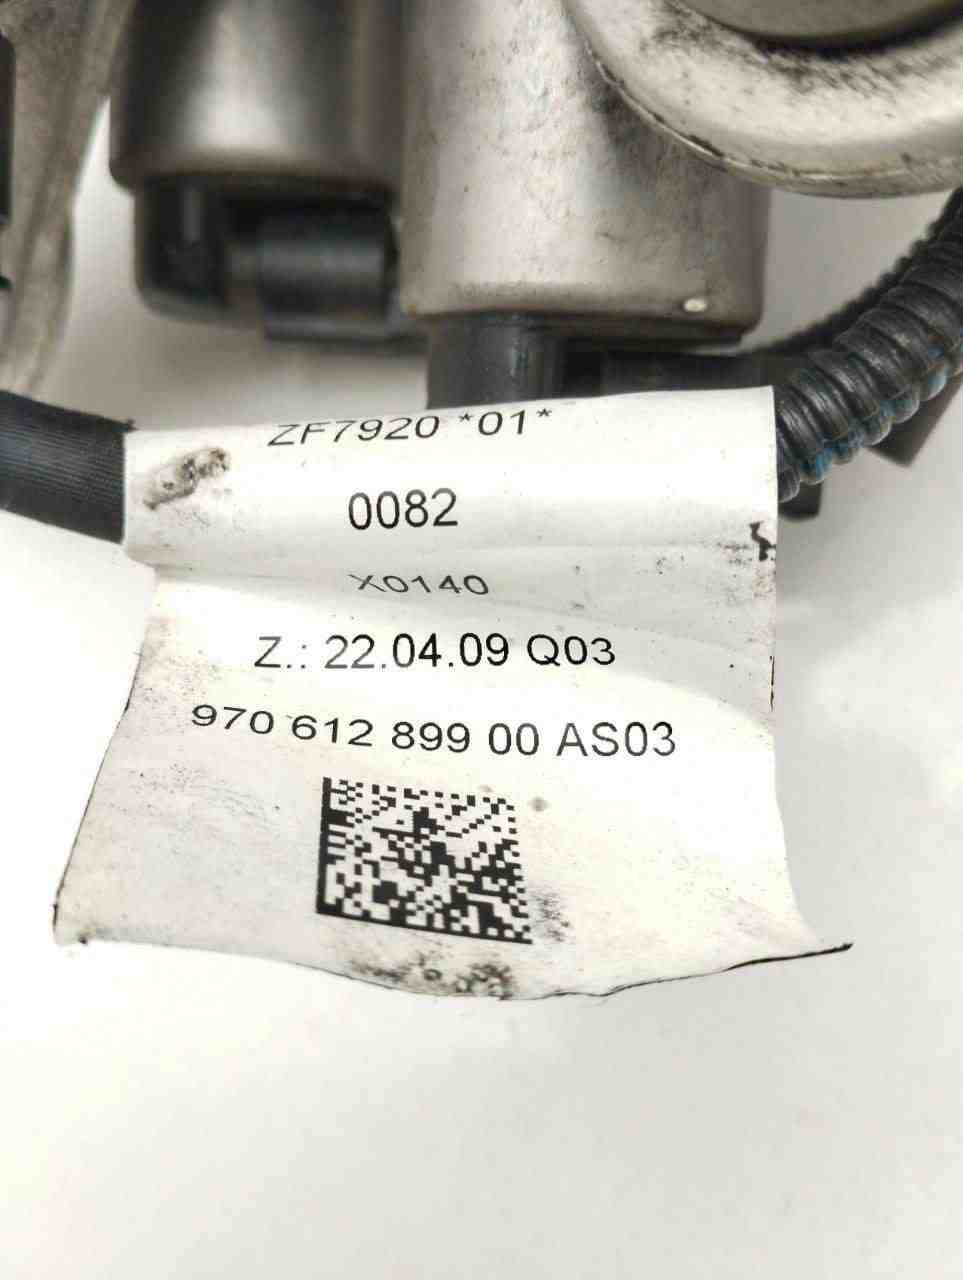 ZF7920 *01*
0082
X0140
Z.: 22.04.09 Q03
970 612 899 00 AS03